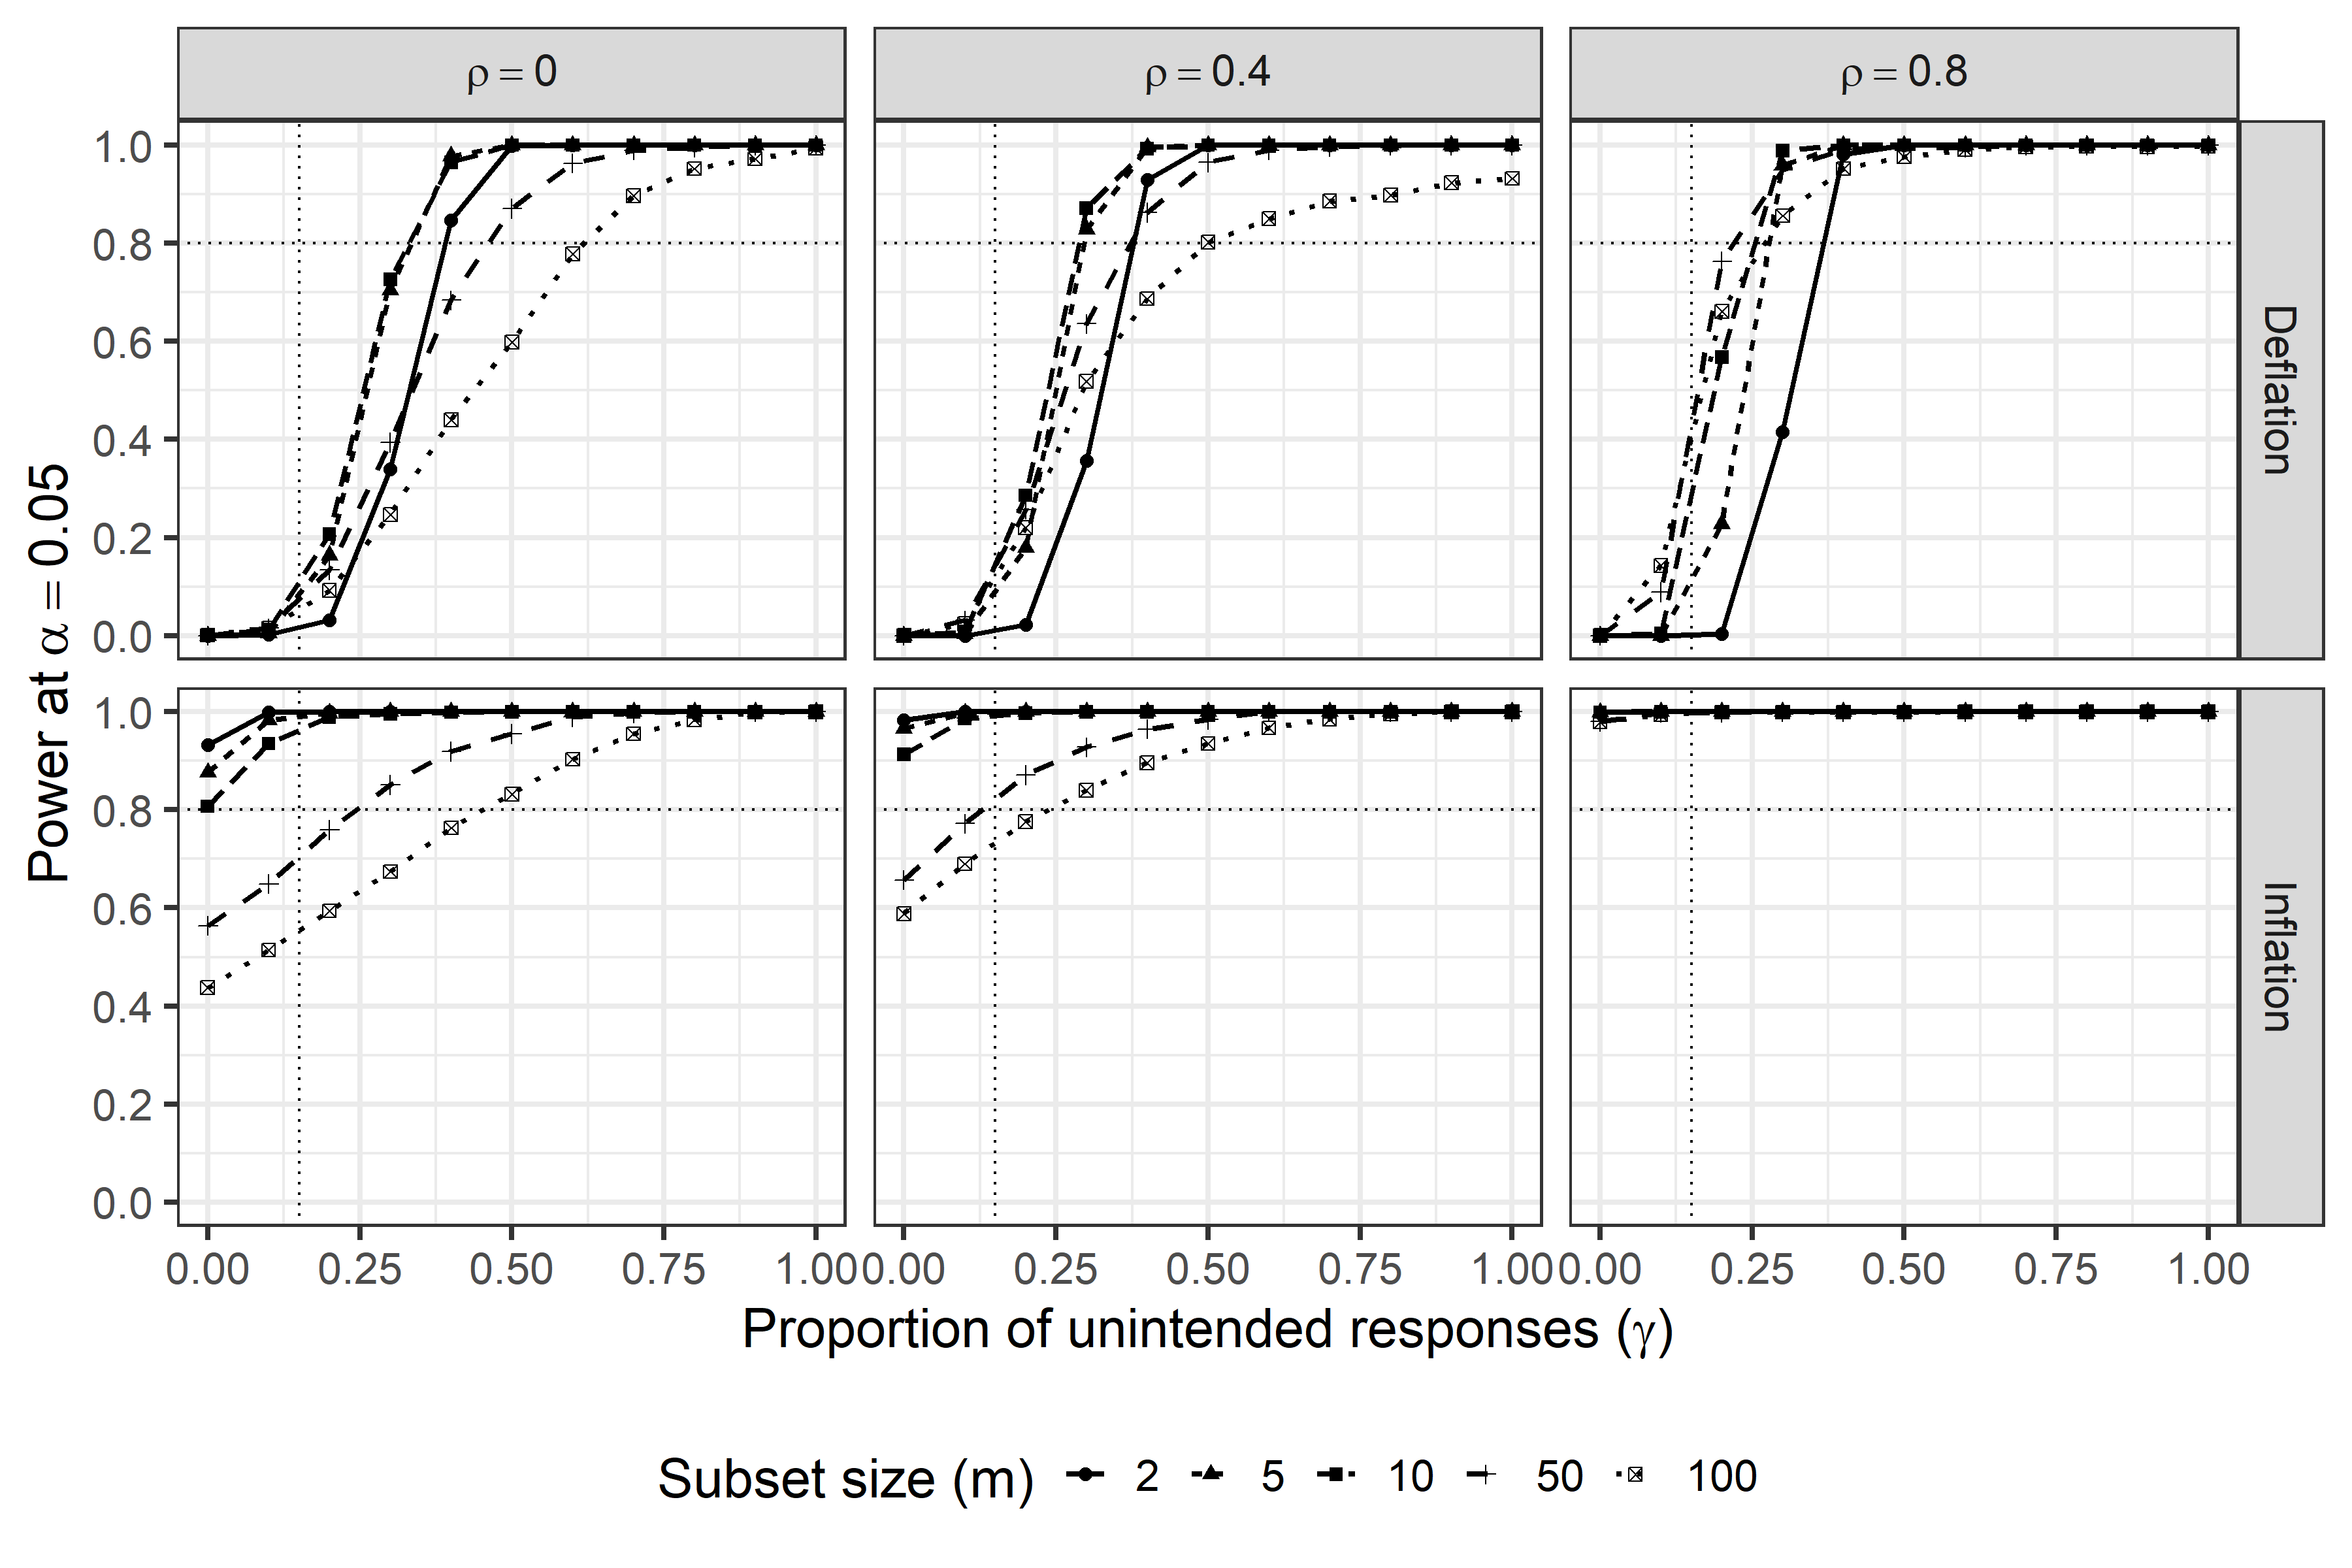 ρ = 0
ρ = 0.4
ρ = 0.8
1.0
0.8
0.6
0.4
0.2
0.0
Deflation
1.0
0.8
0.6
0.4
0.2
0.0
Inflation
Power at α = 0.05
0.00 0.25 0.50 0.75 1.00
0.00 0.25 0.50 0.75 1.00
0.00 0.25 0.50 0.75 1.00
Proportion of unintended responses (γ)
Subset size (m) 2 5 10 50 100